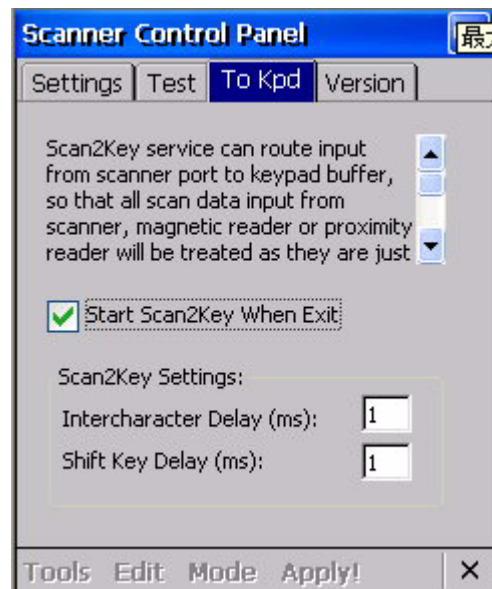 Scanner Control Panel
Settings Test To Kpd Version
Scan2Key service can route input
from scanner port to keypad buffer,
so that all scan data input from
scanner, magnetic reader or proximity
reader will be treated as they are just
Start Scan2Key When Exit
Scan2Key Settings:
Intercharacter Delay (ms): 1
Shift Key Delay (ms): 1
Tools Edit Mode Apply!